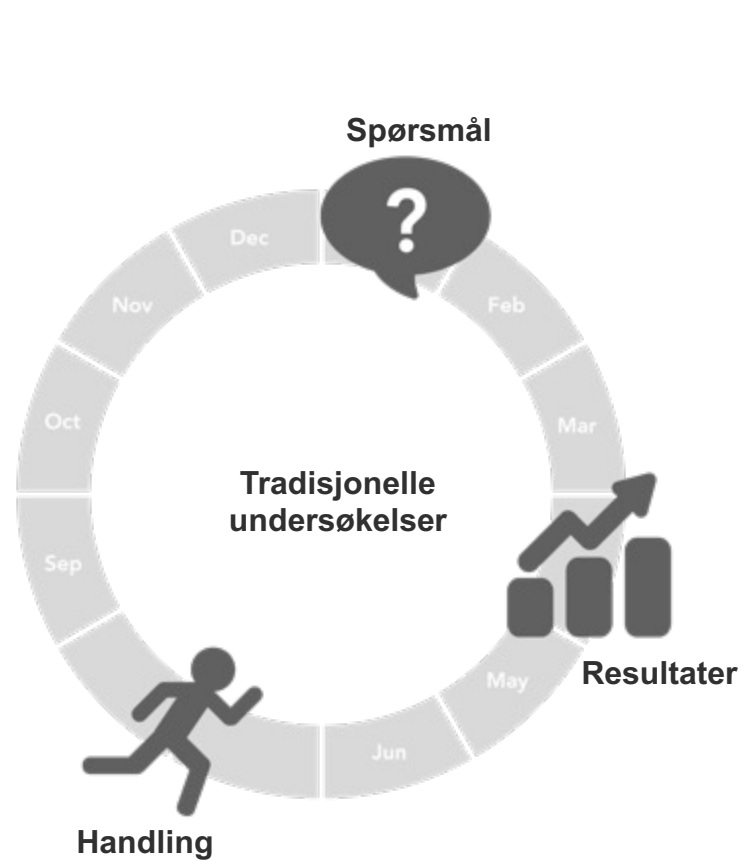 Spørsmål
?
Dec
Nov
Feb
Oct
Mar
Tradisjonelle
undersøkelser
Sep
May
Resultater
Jun
Handling